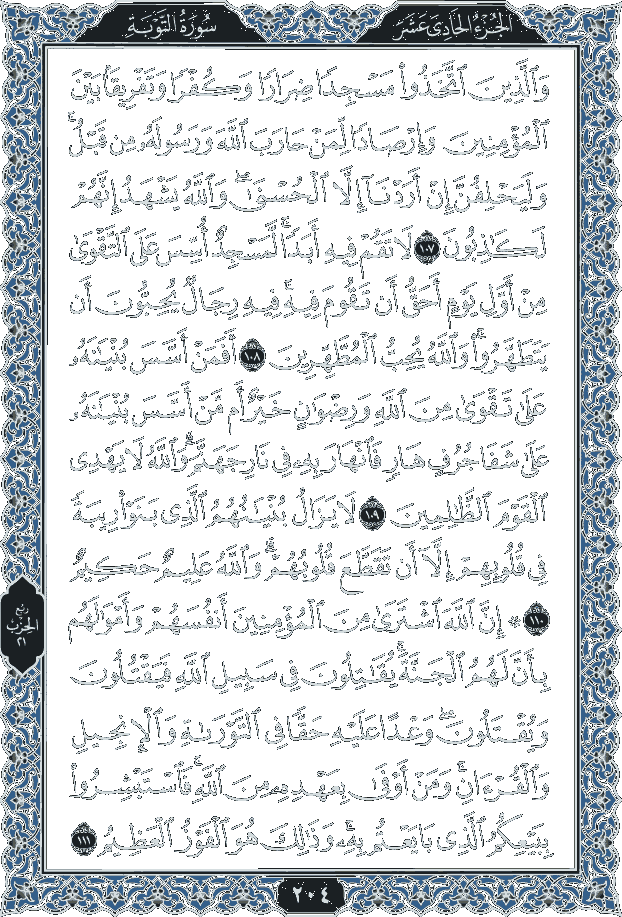 سُورَةُ التَّوْبَةِ
الجُزْءُ الحَادِي عَشَرَ
وَٱلَّذِينَ ٱتَّخَذُوا۟ مَسْجِدًا ضِرَارًا وَكُفْرًا وَتَفْرِيقًۢا بَيْنَ
ٱلْمُؤْمِنِينَ وَإِرْصَادًا لِّمَنْ حَارَبَ ٱللَّهَ وَرَسُولَهُۥ مِن قَبْلُ ۚ
وَلَيَحْلِفُنَّ إِنْ أَرَدْنَآ إِلَّا ٱلْحُسْنَىٰ ۖ وَٱللَّهُ يَشْهَدُ إِنَّهُمْ
لَكَـٰذِبُونَ ١٠٧ لَا تَقُمْ فِيهِ أَبَدًا ۚ لَّمَسْجِدٌ أُسِّسَ عَلَى ٱلتَّقْوَىٰ
مِنْ أَوَّلِ يَوْمٍ أَحَقُّ أَن تَقُومَ فِيهِ ۚ فِيهِ رِجَالٌ يُحِبُّونَ أَن
يَتَطَهَّرُوا۟ ۚ وَٱللَّهُ يُحِبُّ ٱلْمُطَّهِّرِينَ ١٠٨ أَفَمَنْ أَسَّسَ بُنْيَـٰنَهُۥ
عَلَىٰ تَقْوَىٰ مِنَ ٱللَّهِ وَرِضْوَٰنٍ خَيْرٌ أَم مَّنْ أَسَّسَ بُنْيَـٰنَهُۥ
عَلَىٰ شَفَا جُرُفٍ هَارٍ فَٱنْهَارَ بِهِۦ فِى نَارِ جَهَنَّمَ ۗ وَٱللَّهُ لَا يَهْدِى
ٱلْقَوْمَ ٱلظَّـٰلِمِينَ ١٠٩ لَا يَزَالُ بُنْيَـٰنُهُمُ ٱلَّذِى بَنَوْا۟ رِيبَةً
فِى قُلُوبِهِمْ إِلَّآ أَن تَقَطَّعَ قُلُوبُهُمْ ۗ وَٱللَّهُ عَلِيمٌ حَكِيمٌ
١١٠ ۞ إِنَّ ٱللَّهَ ٱشْتَرَىٰ مِنَ ٱلْمُؤْمِنِينَ أَنفُسَهُمْ وَأَمْوَٰلَهُم
بِأَنَّ لَهُمُ ٱلْجَنَّةَ ۚ يُقَـٰتِلُونَ فِى سَبِيلِ ٱللَّهِ فَيَقْتُلُونَ
وَيُقْتَلُونَ ۖ وَعْدًا عَلَيْهِ حَقًّا فِى ٱلتَّوْرَىٰةِ وَٱلْإِنجِيلِ
وَٱلْقُرْءَانِ ۚ وَمَنْ أَوْفَىٰ بِعَهْدِهِۦ مِنَ ٱللَّهِ ۚ فَٱسْتَبْشِرُوا۟
بِبَيْعِكُمُ ٱلَّذِى بَايَعْتُم بِهِۦ ۚ وَذَٰلِكَ هُوَ ٱلْفَوْزُ ٱلْعَظِيمُ ١١١
ربع
الحزب
٢١
٢٠٤